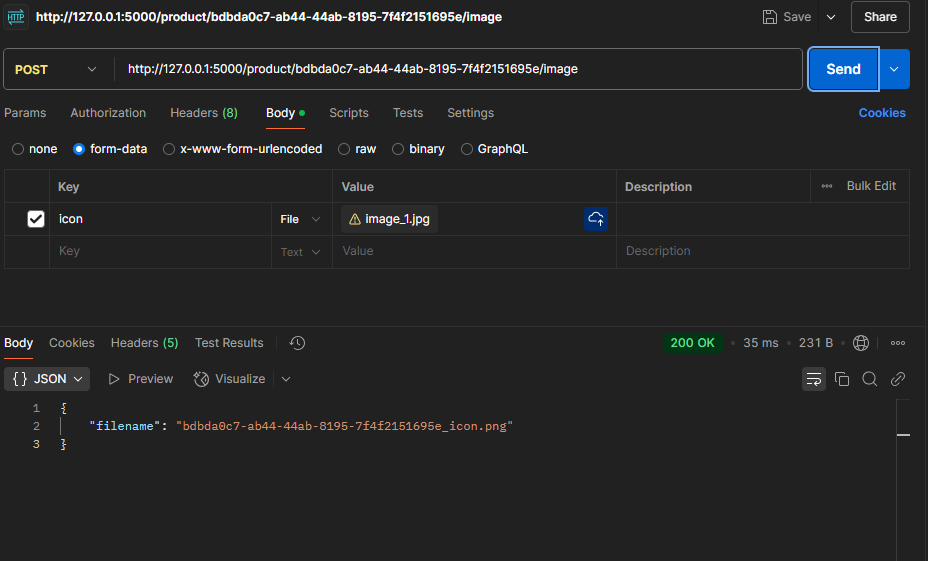 HTTP http://127.0.0.1:5000/product/bdbda0c7-ab44-44ab-8195-7f4f2151695e/image Save Share
POST http://127.0.0.1:5000/product/bdbda0c7-ab44-44ab-8195-7f4f2151695e/image Send
Params Authorization Headers (8) Body Scripts Tests Settings Cookies
none form-data x-www-form-urlencoded raw binary GraphQL
Key Value Description Bulk Edit
icon File image_1.jpg
Key Text Value Description
Body Cookies Headers (5) Test Results 200 OK 35 ms 231 B
{} JSON Preview Visualize
1 {
2 "filename": "bdbda0c7-ab44-44ab-8195-7f4f2151695e_icon.png"
3 }